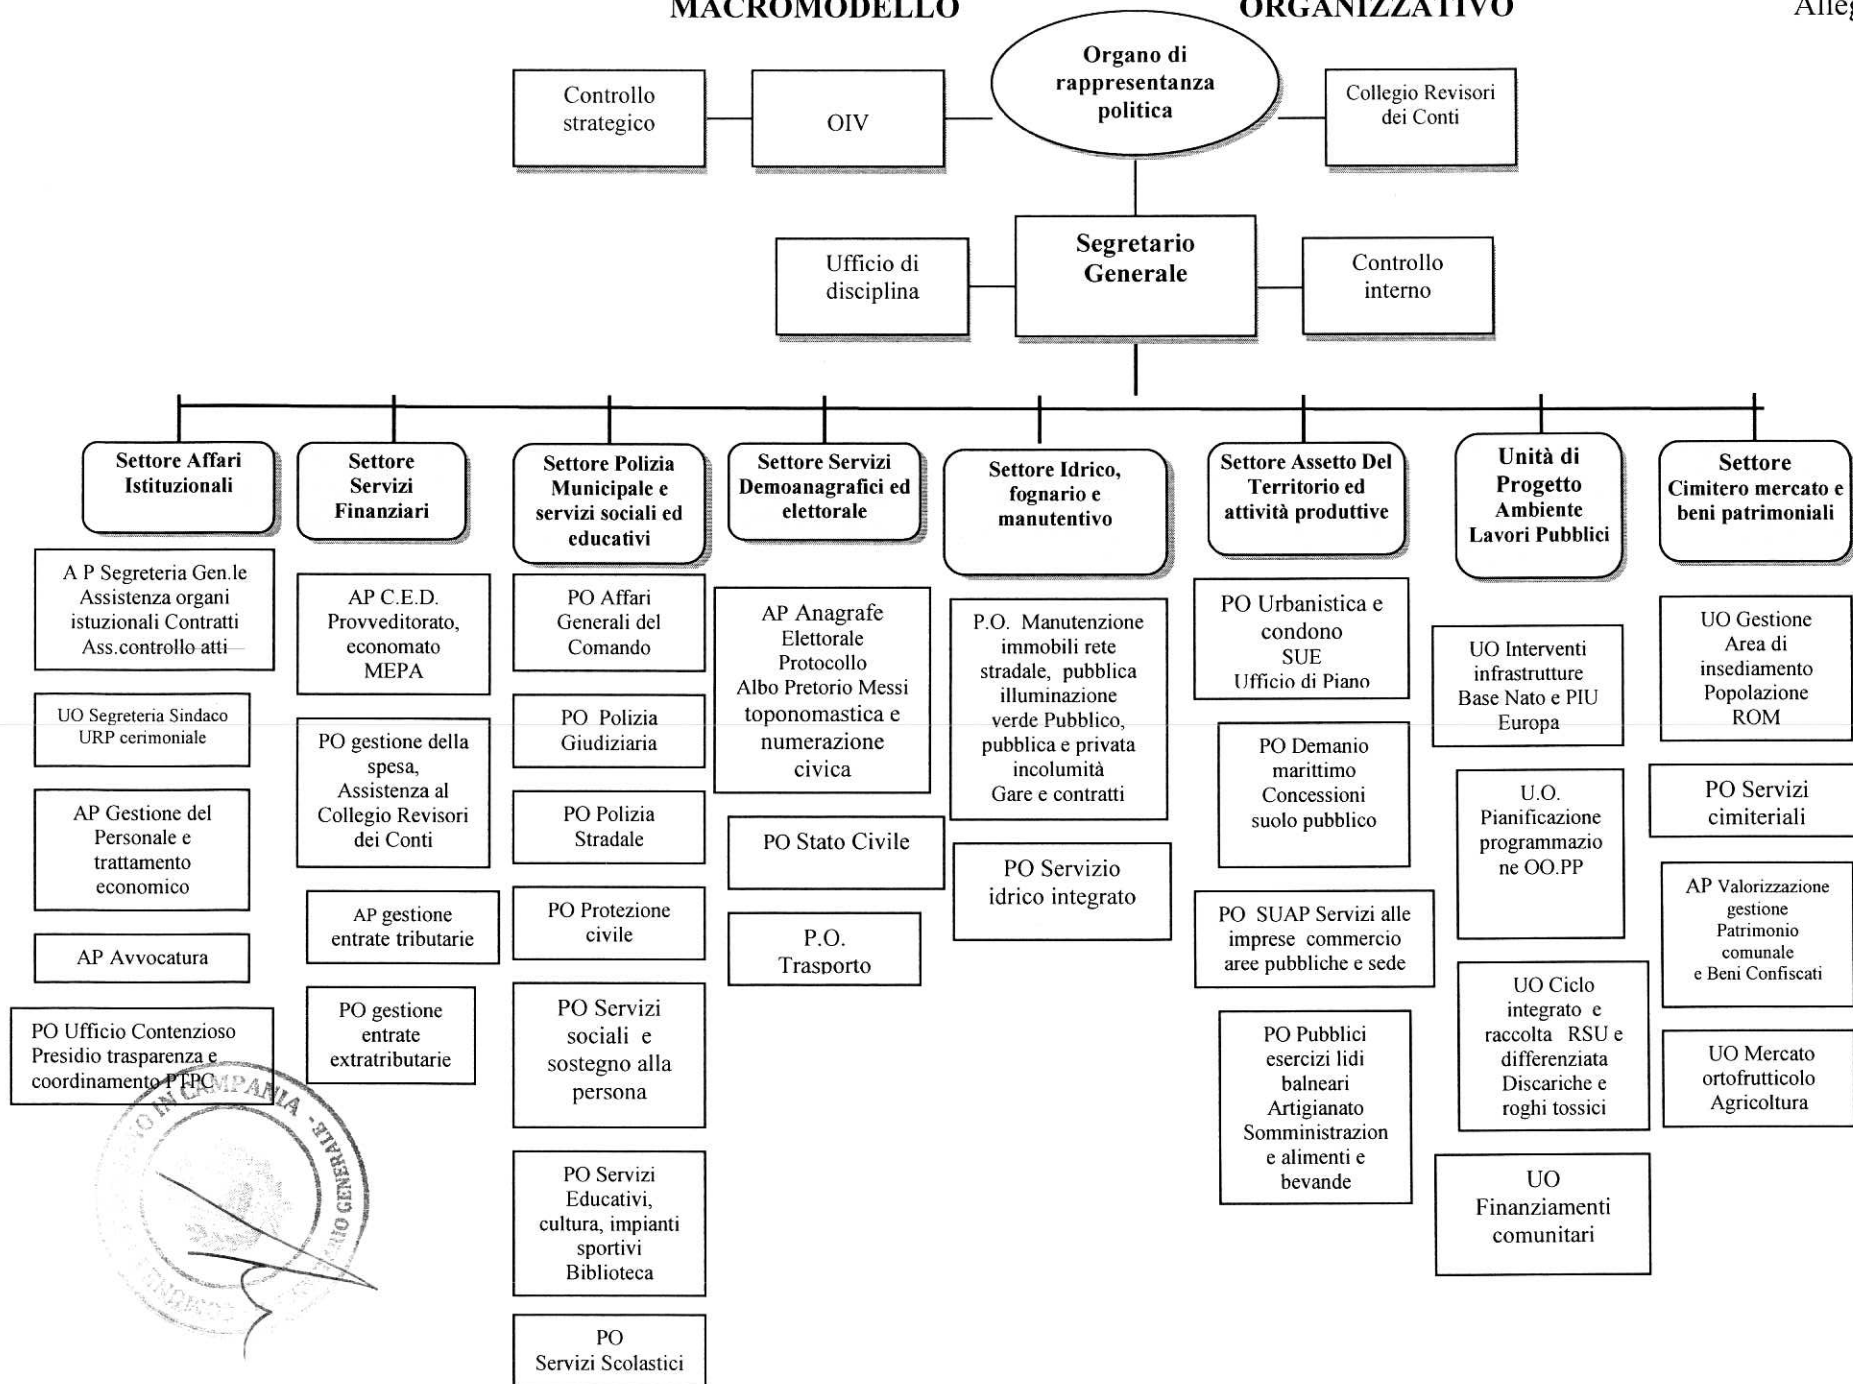 MACROMODELLO ORGANIZZATIVO
Organo di
rappresentanza
politica
Controllo
strategico
OIV
Collegio Revisori
dei Conti
Segretario
Generale
Ufficio di
disciplina
Controllo
interno
Settore Affari
Istituzionali
A P Segreteria Gen.le
Assistenza organi
istuzionali Contratti
Ass.controllo atti
UO Segreteria Sindaco
URP cerimoniale
AP Gestione del
Personale e
trattamento
economico
AP Avvocatura
PO Ufficio Contenzioso
Presidio trasparenza e
coordinamento PTPC
Settore
Servizi
Finanziari
AP C.E.D.
Provveditorato,
economato
MEPA
PO gestione della
spesa,
Assistenza al
Collegio Revisori
dei Conti
AP gestione
entrate tributarie
PO gestione
entrate
extratributarie
Settore Polizia
Municipale e
servizi sociali ed
educativi
PO Affari
Generali del
Comando
PO Polizia
Giudiziaria
PO Polizia
Stradale
PO Protezione
civile
PO Servizi
sociali e
sostegno alla
persona
PO Servizi
Educativi,
cultura, impianti
sportivi
Biblioteca
PO
Servizi Scolastici
Settore Servizi
Demoanagrafici ed
elettorale
AP Anagrafe
Elettorale
Protocollo
Albo Pretorio Messi
toponomastica e
numerazione
civica
PO Stato Civile
P.O.
Trasporto
Settore Idrico,
fognario e
manutentivo
P.O. Manutenzione
immobili rete
stradale, pubblica
illuminazione
verde Pubblico,
pubblica e privata
incolumità
Gare e contratti
PO Servizio
idrico integrato
Settore Assetto Del
Territorio ed
attività produttive
PO Urbanistica e
condono
SUE
Ufficio di Piano
PO Demanio
marittimo
Concessioni
suolo pubblico
PO SUAP Servizi alle
imprese commercio
aree pubbliche e sede
PO Pubblici
esercizi lidi
balneari
Artigianato
Somministrazion
e alimenti e
bevande
Unità di
Progetto
Ambiente
Lavori Pubblici
UO Interventi
infrastrutture
Base Nato e PIU
Europa
U.O.
Pianificazione
programmazio
ne OO.PP
UO Ciclo
integrato e
raccolta RSU e
differenziata
Discariche e
roghi tossici
UO
Finanziamenti
comunitari
Settore
Cimitero mercato e
beni patrimoniali
UO Gestione
Area di
insediamento
Popolazione
ROM
PO Servizi
cimiteriali
AP Valorizzazione
gestione
Patrimonio
comunale
e Beni Confiscati
UO Mercato
ortofrutticolo
Agricoltura
IN CAMPANIA -
GENERALE